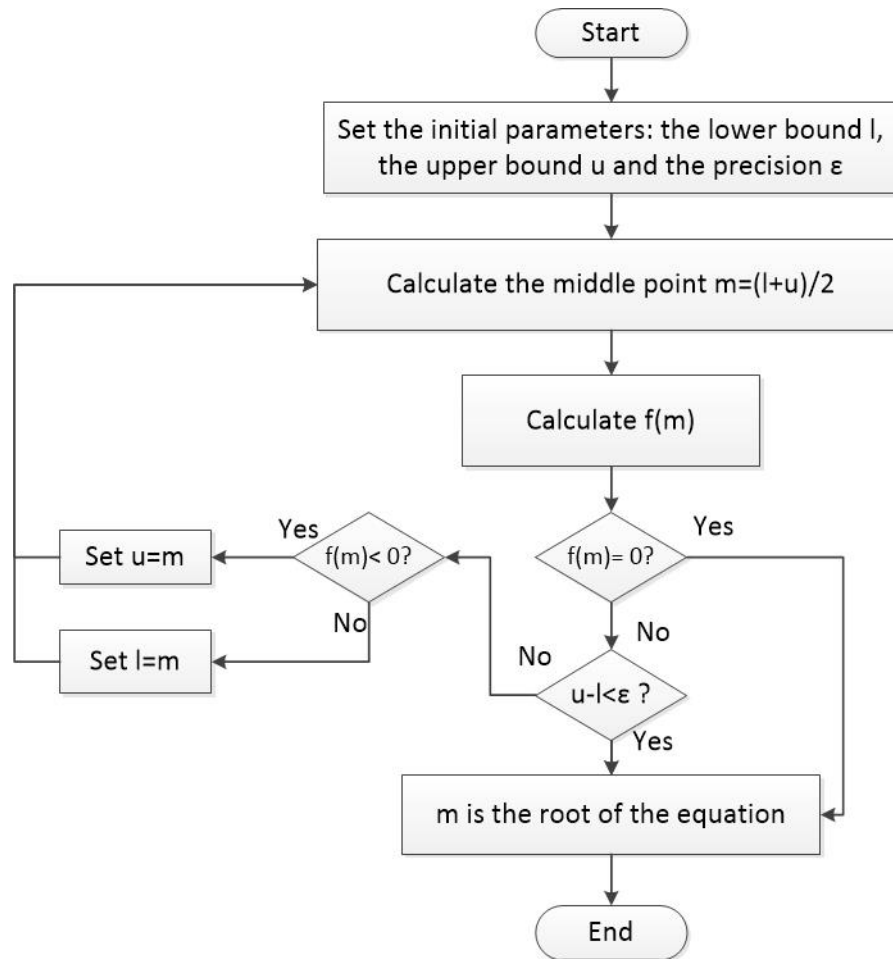 Start
Set the initial parameters: the lower bound l,
the upper bound u and the precision ε
Calculate the middle point m=(l+u)/2
Calculate f(m)
f(m)= 0?
Yes
No
u-l<ε ?
No
Yes
f(m)< 0?
Yes
No
Set u=m
Set l=m
m is the root of the equation
End